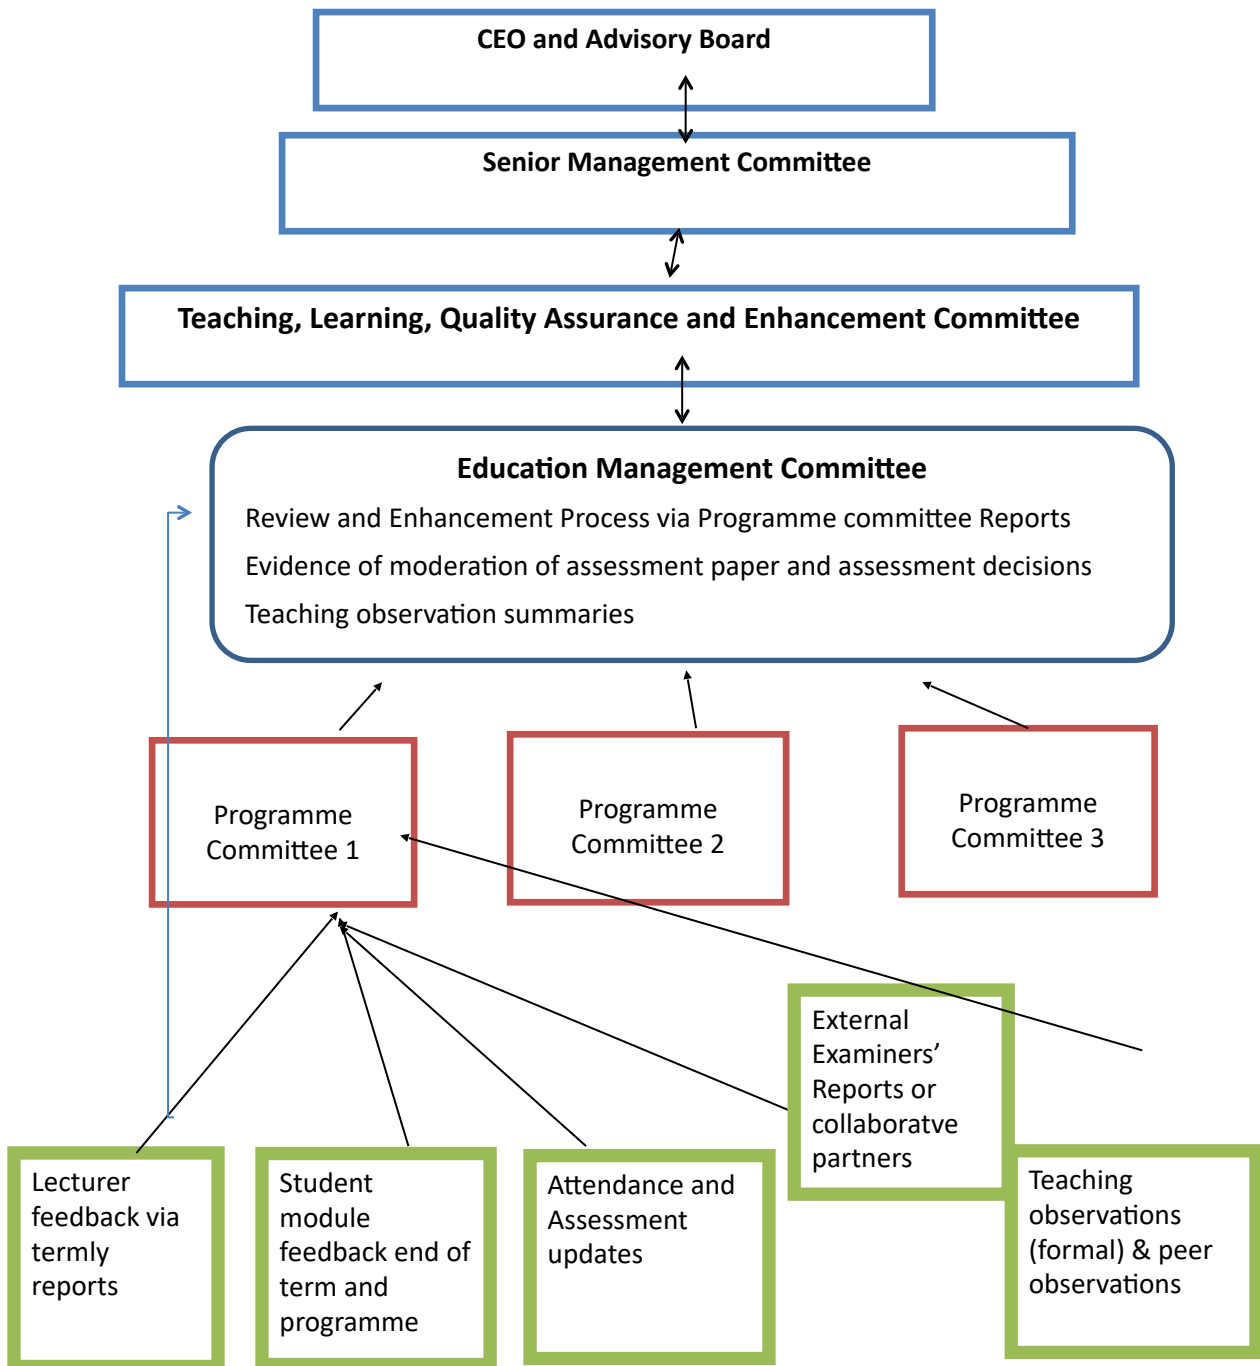 CEO and Advisory Board
Senior Management Committee
Teaching, Learning, Quality Assurance and Enhancement Committee
Education Management Committee
Review and Enhancement Process via Programme committee Reports
Evidence of moderation of assessment paper and assessment decisions
Teaching observation summaries
Programme
Committee 1
Programme
Committee 2
Programme
Committee 3
External
Examiners’
Reports or
collaboratve
partners
Lecturer
feedback via
termly
reports
Student
module
feedback end of
term and
programme
Attendance and
Assessment
updates
Teaching
observations
(formal) & peer
observations